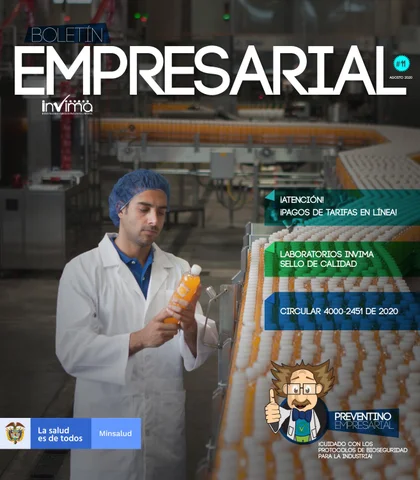 BOLETÍN
EMPRESARIAL
#11
AGOSTO 2020
invima
¡ATENCIÓN!
¡PAGOS DE TARIFAS EN LÍNEA!
LABORATORIOS INVIMA
SELLO DE CALIDAD
CIRCULAR 4000-2451 DE 2020
PREVENTINO
EMPRESARIAL
¡CUIDADO CON LOS
PROTOCOLOS DE BIOSEGURIDAD
PARA LA INDUSTRIA!
La salud
es de todos
Minsalud